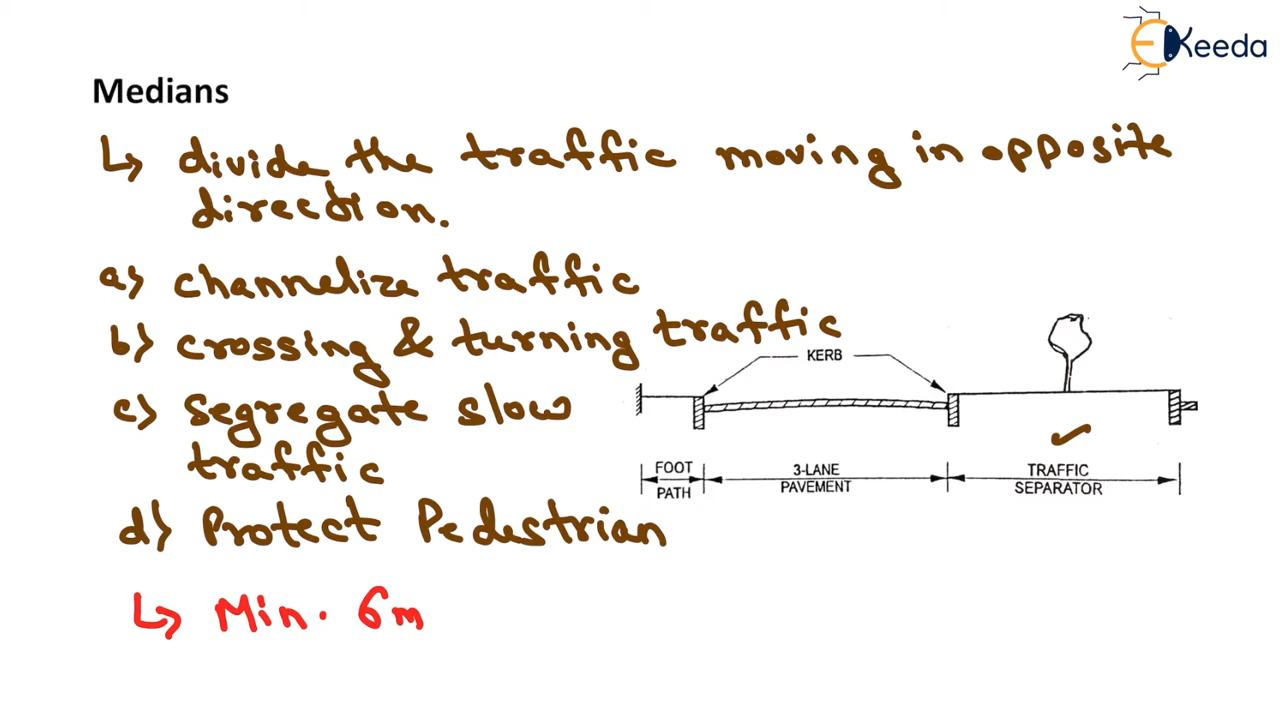 EKeeda
Medians
↳ divide the traffic moving in opposite
direction.
a) channelize traffic
b) crossing & turning traffic
KERB
c) segregate slow
traffic
FOOT PATH
3-LANE PAVEMENT
TRAFFIC SEPARATOR
d) Protect Pedestrian
↳ Min. 6m